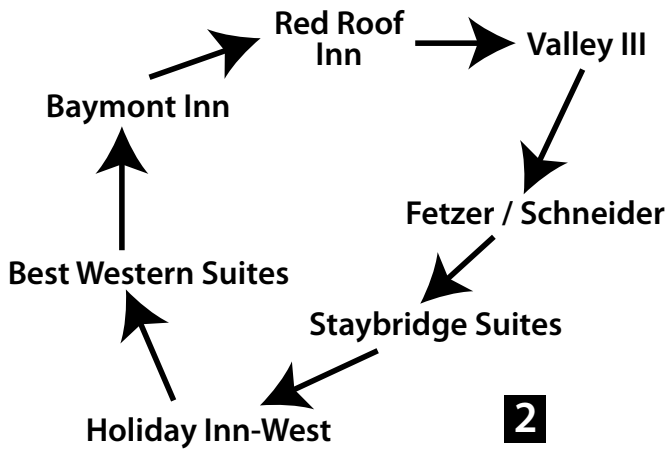 Red Roof
Inn
Valley III
Baymont Inn
Fetzer / Schneider
Best Western Suites
Staybridge Suites
Holiday Inn-West
2